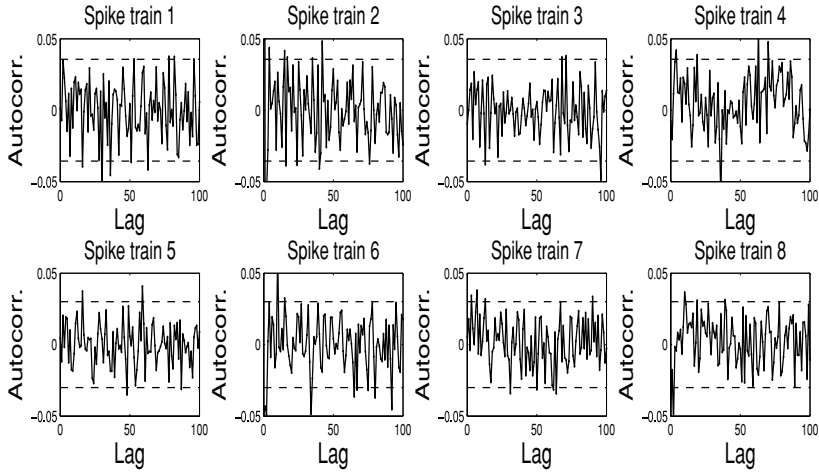 Spike train 1
Spike train 2
Spike train 3
Spike train 4
Autocorr.
0.05
0
−0.05
0
50
100
Lag
Autocorr.
0.05
0
−0.05
0
50
100
Lag
Autocorr.
0.05
0
−0.05
0
50
100
Lag
Autocorr.
0.05
0
−0.05
0
50
100
Lag
Spike train 5
Spike train 6
Spike train 7
Spike train 8
Autocorr.
0.05
0
−0.05
0
50
100
Lag
Autocorr.
0.05
0
−0.05
0
50
100
Lag
Autocorr.
0.05
0
−0.05
0
50
100
Lag
Autocorr.
0.05
0
−0.05
0
50
100
Lag